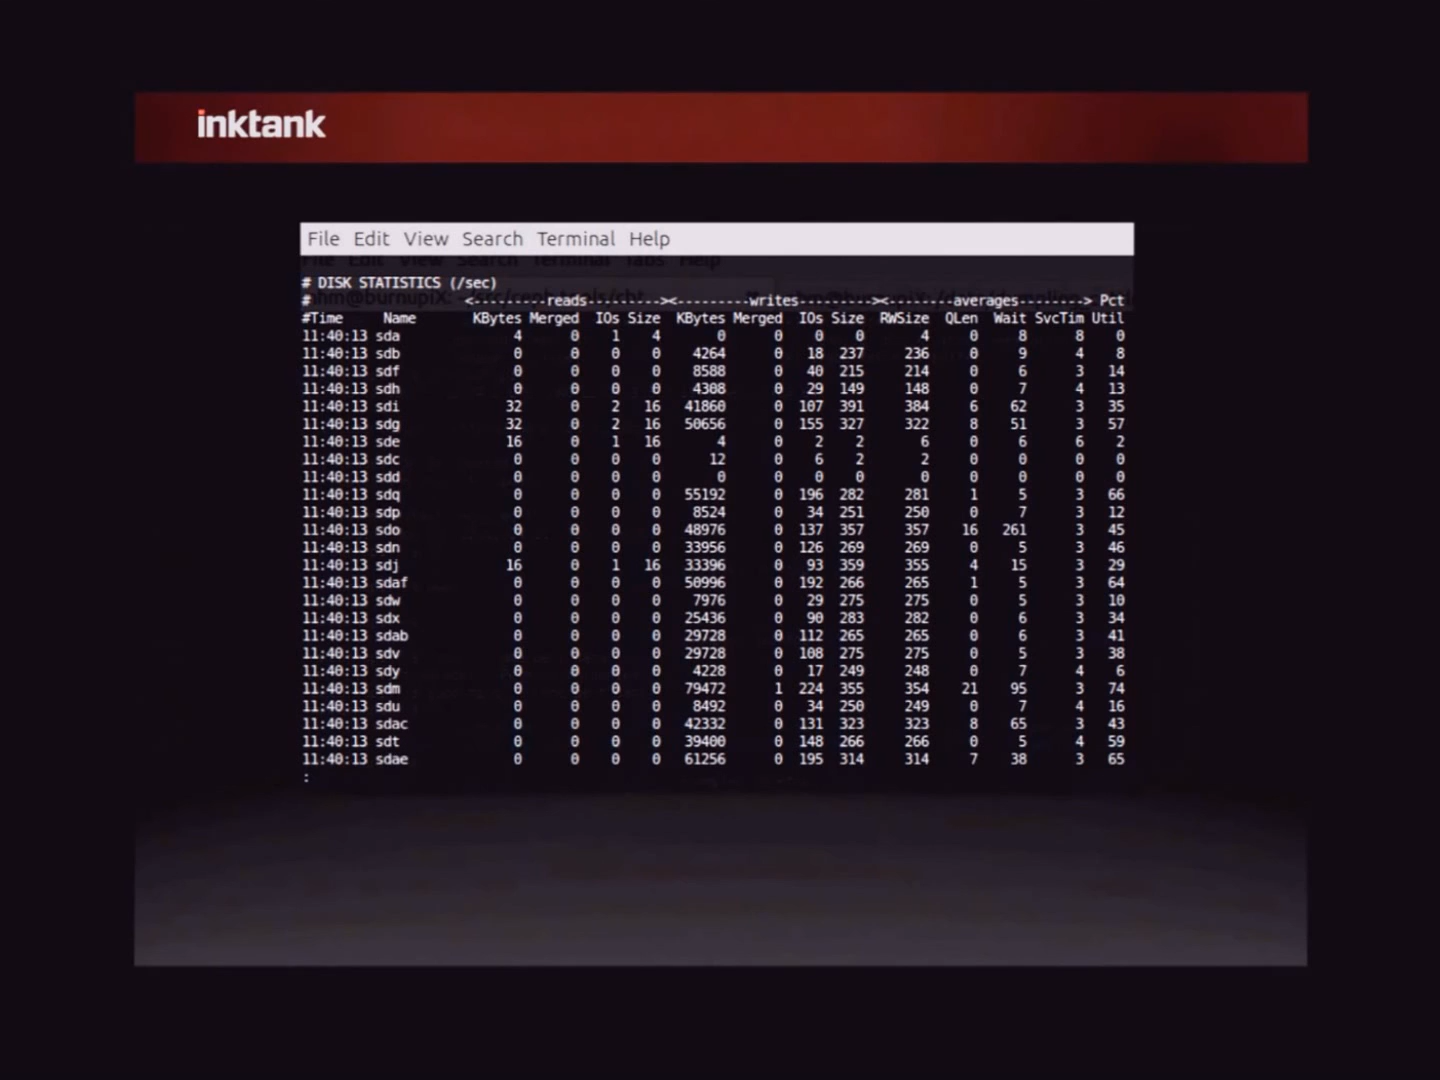 inktank
File Edit View Search Terminal Help
# DISK STATISTICS (/sec)
# <---------reads---------><---------writes---------><--------averages--------> Pct
#Time Name KBytes Merged IOs Size KBytes Merged IOs Size RWSize QLen Wait SvcTim Util
11:40:13 sda 4 0 1 4 0 0 0 0 4 0 8 8 0
11:40:13 sdb 0 0 0 0 4264 0 18 237 236 0 9 4 8
11:40:13 sdf 0 0 0 0 8588 0 40 215 214 0 6 3 14
11:40:13 sdh 0 0 0 0 4308 0 29 149 148 0 7 4 13
11:40:13 sdi 32 0 2 16 41860 0 107 391 384 6 62 3 35
11:40:13 sdg 32 0 2 16 50656 0 155 327 322 8 51 3 57
11:40:13 sde 16 0 1 16 4 0 2 2 6 0 6 6 2
11:40:13 sdc 0 0 0 0 12 0 6 2 2 0 0 0 0
11:40:13 sdd 0 0 0 0 0 0 0 0 0 0 0 0 0
11:40:13 sdq 0 0 0 0 55192 0 196 282 281 1 5 3 66
11:40:13 sdp 0 0 0 0 8524 0 34 251 250 0 7 3 12
11:40:13 sdo 0 0 0 0 48976 0 137 357 357 16 261 3 45
11:40:13 sdn 0 0 0 0 33956 0 126 269 269 0 5 3 46
11:40:13 sdj 16 0 1 16 33396 0 93 359 355 4 15 3 29
11:40:13 sdaf 0 0 0 0 50996 0 192 266 265 1 5 3 64
11:40:13 sdw 0 0 0 0 7976 0 29 275 275 0 5 3 10
11:40:13 sdx 0 0 0 0 25436 0 90 283 282 0 6 3 34
11:40:13 sdab 0 0 0 0 29728 0 112 265 265 0 6 3 41
11:40:13 sdv 0 0 0 0 29728 0 108 275 275 0 5 3 38
11:40:13 sdy 0 0 0 0 4228 0 17 249 248 0 7 4 6
11:40:13 sdm 0 0 0 0 79472 1 224 355 354 21 95 3 74
11:40:13 sdu 0 0 0 0 8492 0 34 250 249 0 7 4 16
11:40:13 sdac 0 0 0 0 42332 0 131 323 323 8 65 3 43
11:40:13 sdt 0 0 0 0 39400 0 148 266 266 0 5 4 59
11:40:13 sdae 0 0 0 0 61256 0 195 314 314 7 38 3 65
: